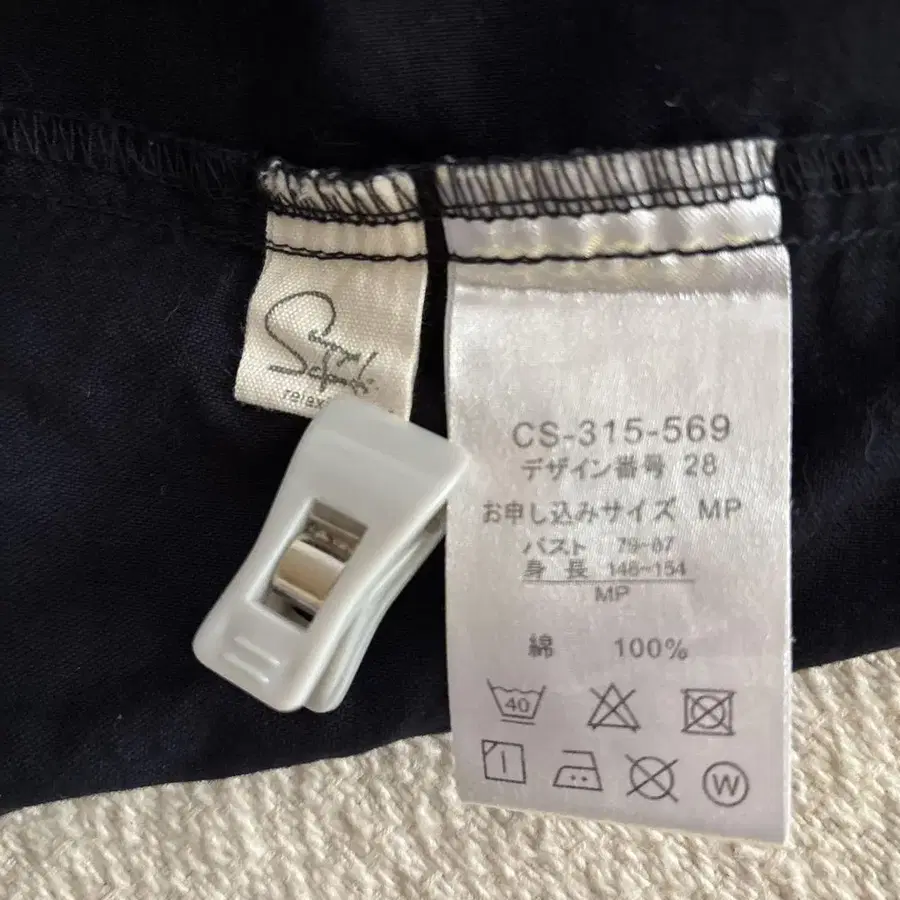 relax
CS-315-569
デザイン番号 28
お申し込みサイズ MP
バスト 79~87
身長 146~154
MP
綿 100%
40
W